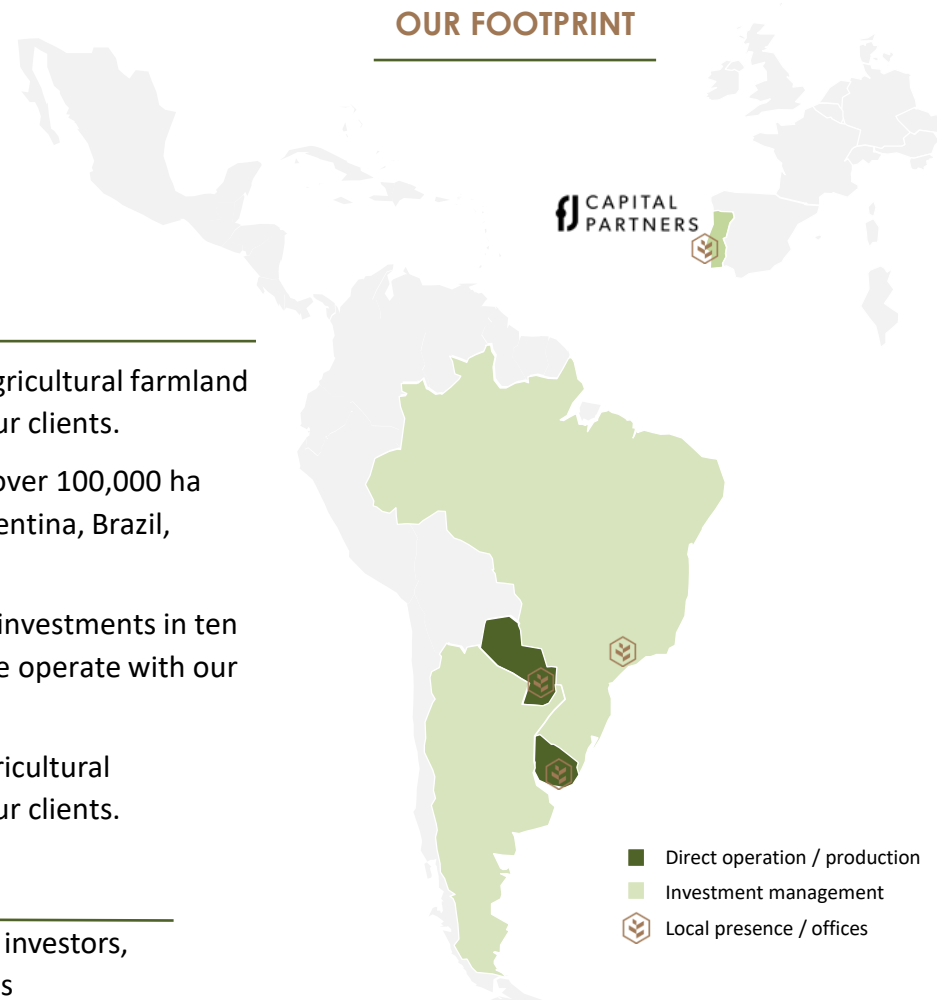 OUR FOOTPRINT
fJ CAPITAL
PARTNERS
gricultural farmland
ur clients.
over 100,000 ha
entina, Brazil,
investments in ten
e operate with our
ricultural
ur clients.
investors,
s
Direct operation / production
Investment management
Local presence / offices